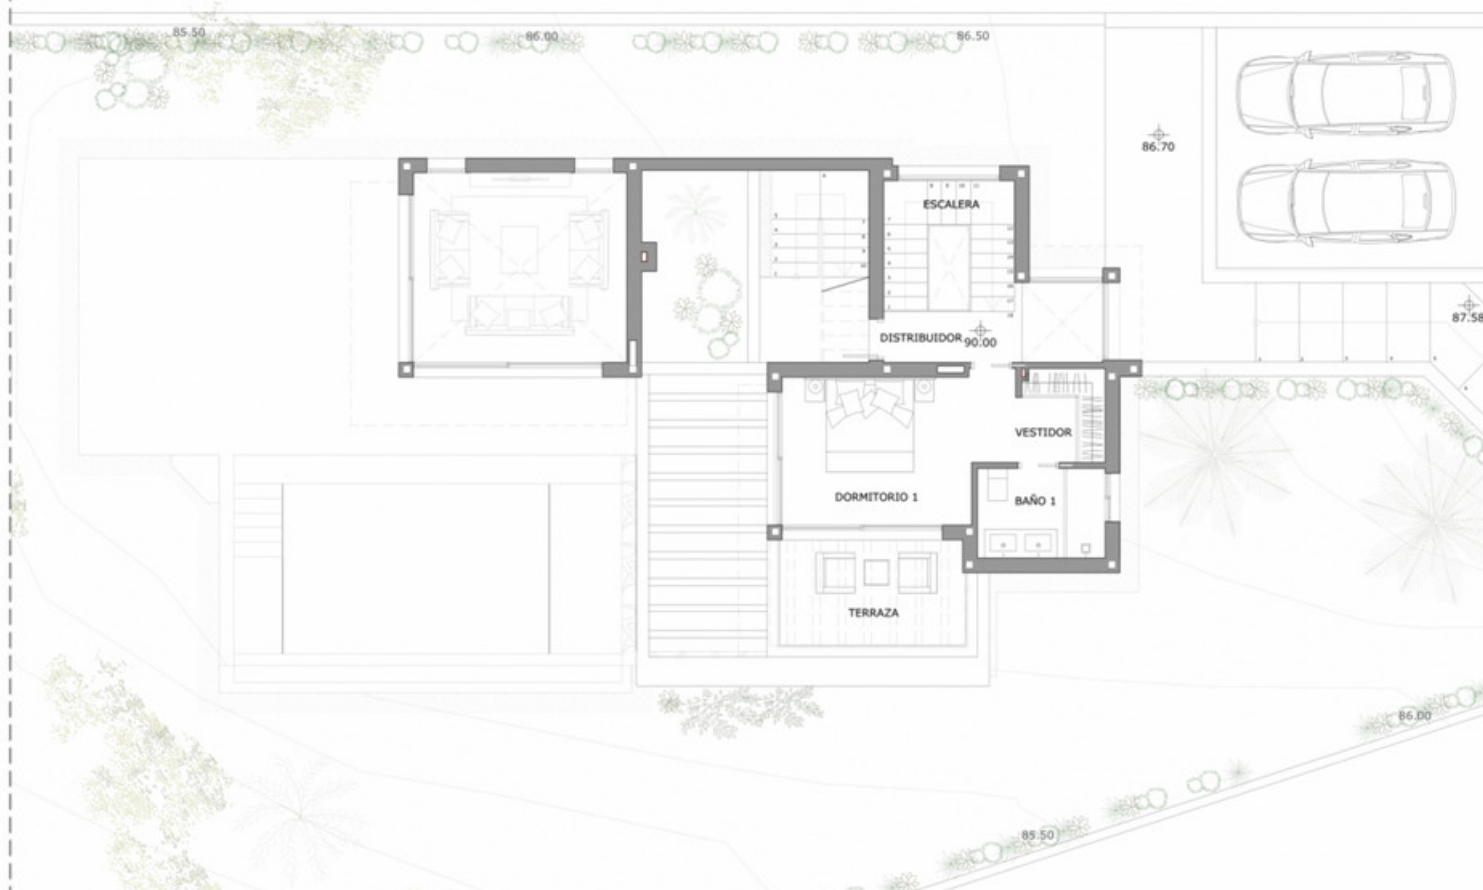 85.50
86.00
86.50
86.70
ESCALERA
87.58
DISTRIBUIDOR
90.00
VESTIDOR
DORMITORIO 1
BAÑO 1
TERRAZA
86.00
85.50